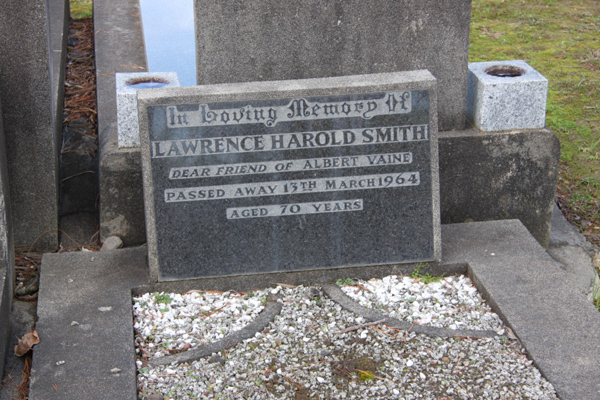 In Loving Memory Of
LAWRENCE HAROLD SMITH
DEAR FRIEND OF ALBERT VAINE
PASSED AWAY 13TH MARCH 1964
AGED 70 YEARS